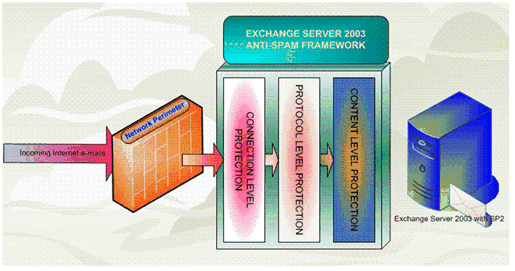 EXCHANGE SERVER 2003
ANTI-SPAM FRAMEWORK
Incoming Internet e-mails
Network Perimeter
CONNECTION LEVEL
PROTECTION
PROTOCOL LEVEL PROTECTION
CONTENT LEVEL PROTECTION
Exchange Server 2003 with SP2